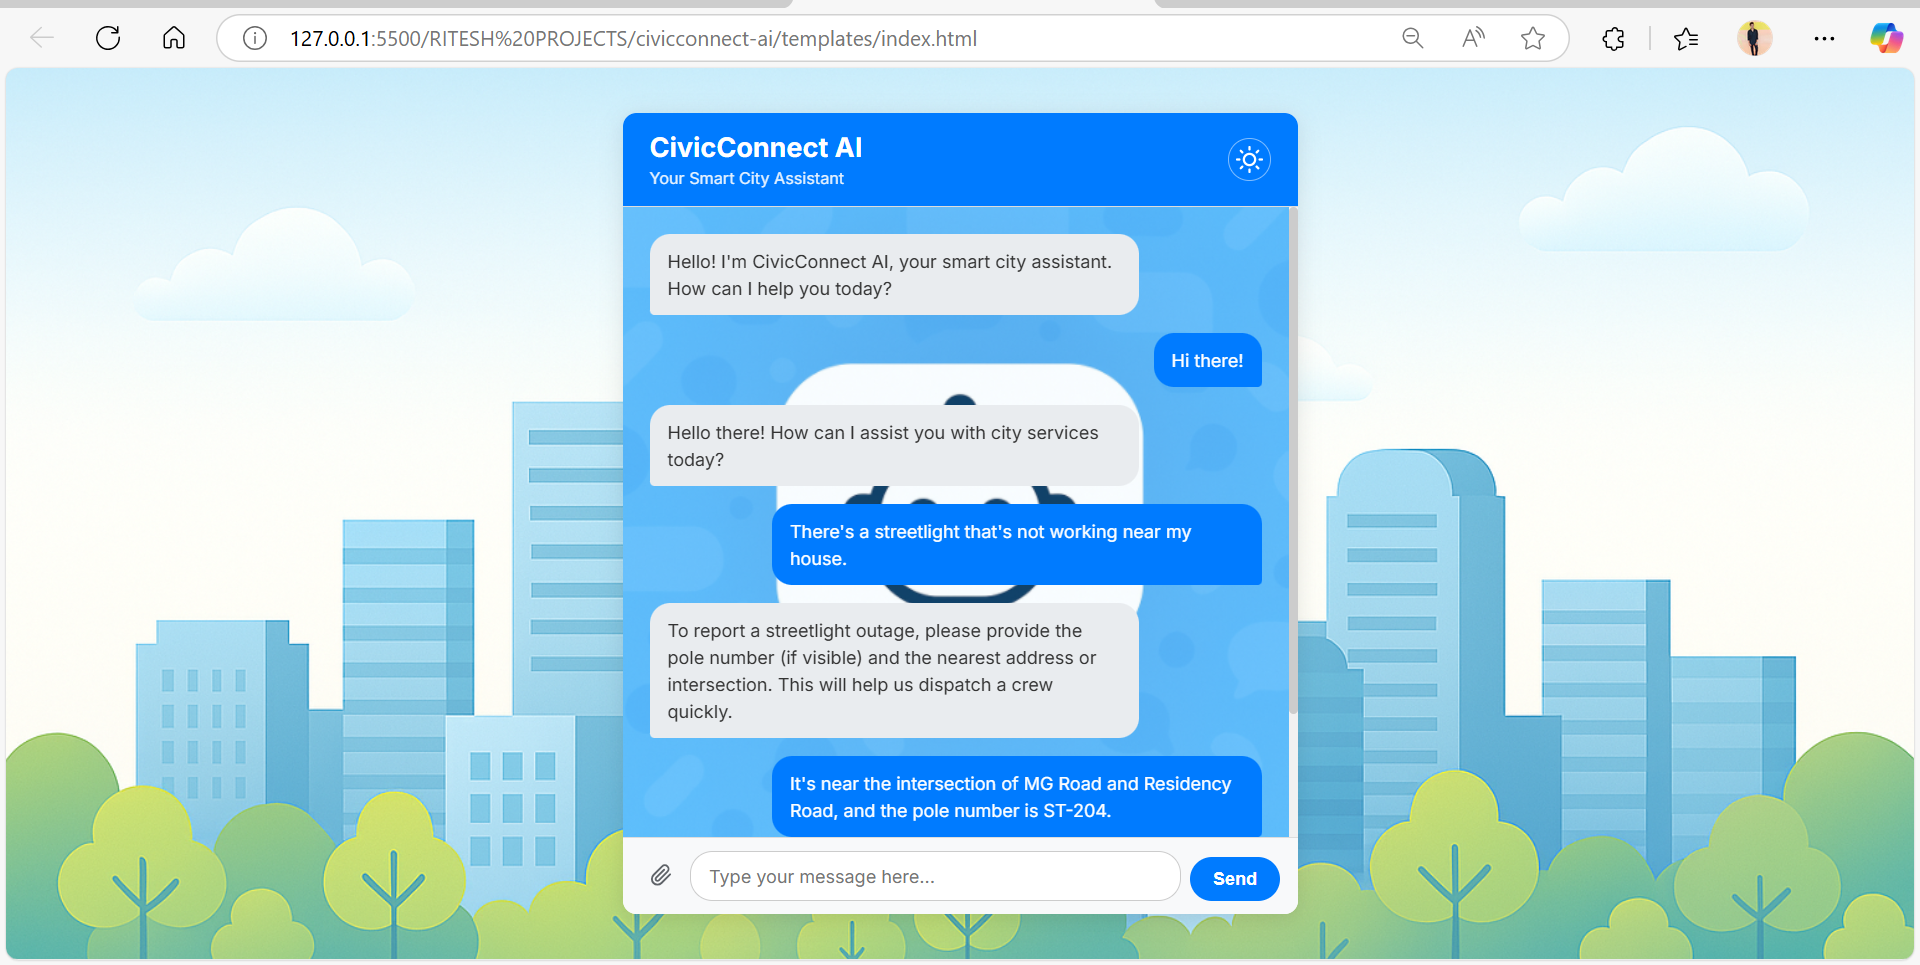 127.0.0.1:5500/RITESH%20PROJECTS/civicconnect-ai/templates/index.html
CivicConnect AI
Your Smart City Assistant
Hello! I'm CivicConnect AI, your smart city assistant.
How can I help you today?
Hi there!
Hello there! How can I assist you with city services
today?
There's a streetlight that's not working near my
house.
To report a streetlight outage, please provide the
pole number (if visible) and the nearest address or
intersection. This will help us dispatch a crew
quickly.
It's near the intersection of MG Road and Residency
Road, and the pole number is ST-204.
Type your message here...
Send